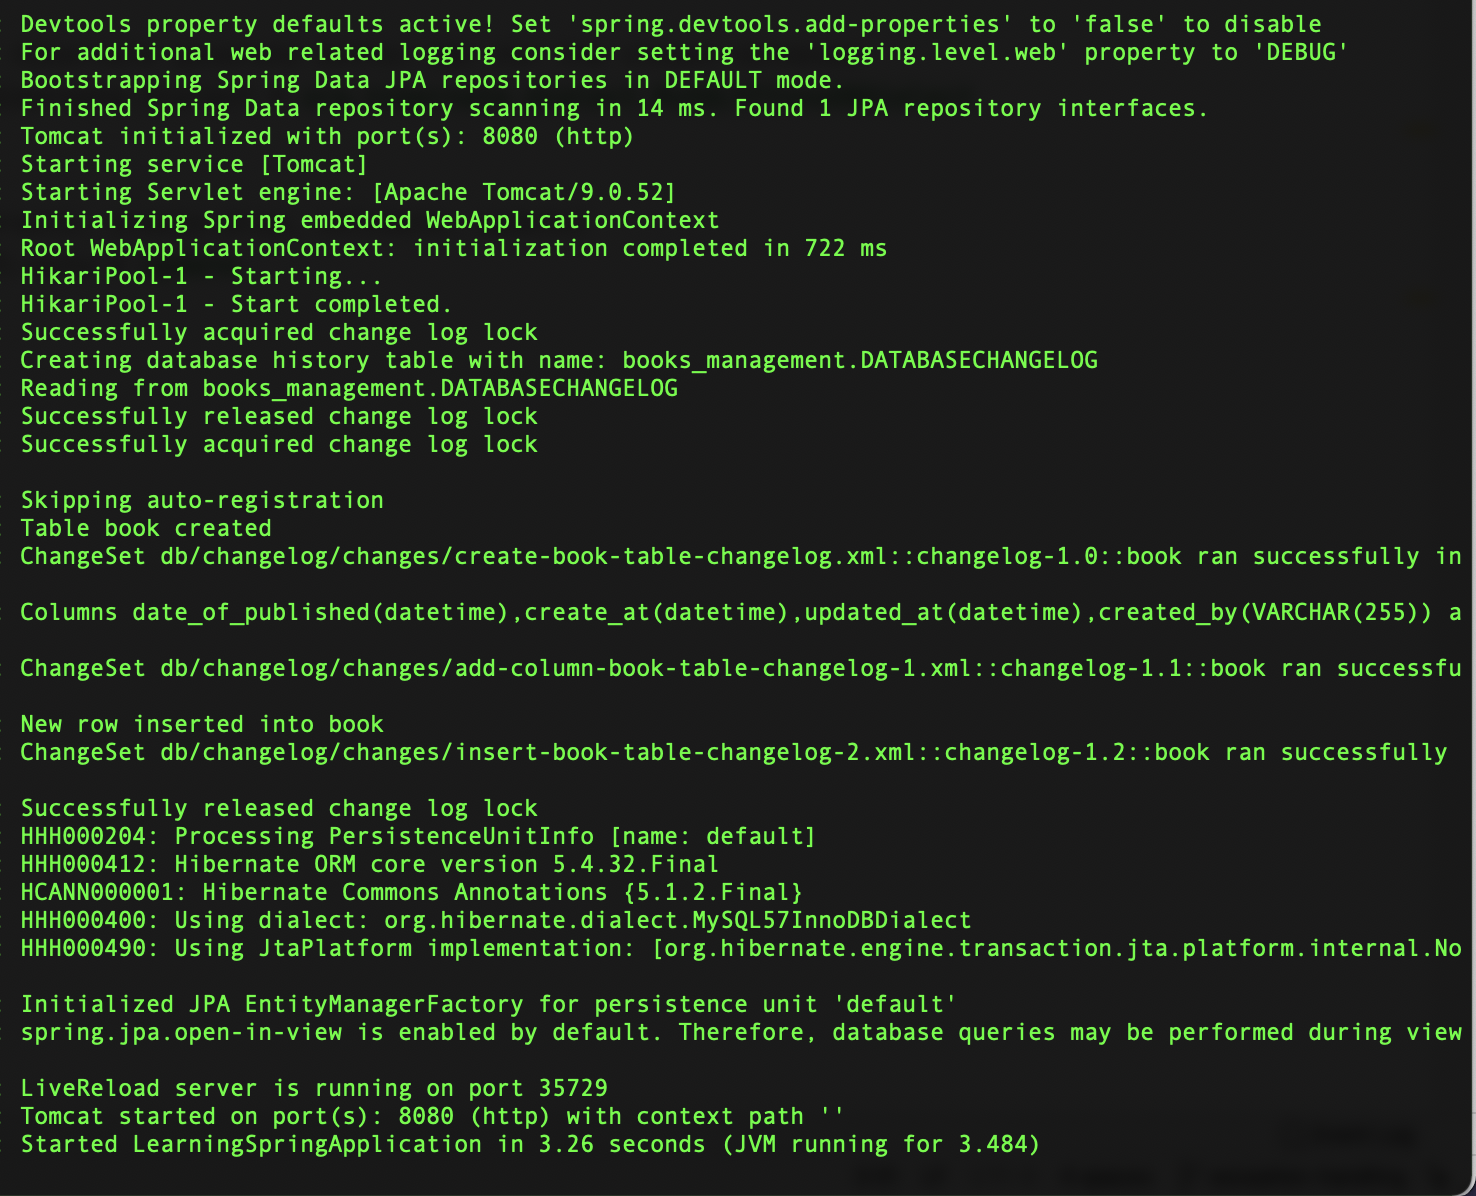 : Devtools property defaults active! Set 'spring.devtools.add-properties' to 'false' to disable
: For additional web related logging consider setting the 'logging.level.web' property to 'DEBUG'
: Bootstrapping Spring Data JPA repositories in DEFAULT mode.
: Finished Spring Data repository scanning in 14 ms. Found 1 JPA repository interfaces.
: Tomcat initialized with port(s): 8080 (http)
: Starting service [Tomcat]
: Starting Servlet engine: [Apache Tomcat/9.0.52]
: Initializing Spring embedded WebApplicationContext
: Root WebApplicationContext: initialization completed in 722 ms
: HikariPool-1 - Starting...
: HikariPool-1 - Start completed.
: Successfully acquired change log lock
: Creating database history table with name: books_management.DATABASECHANGELOG
: Reading from books_management.DATABASECHANGELOG
: Successfully released change log lock
: Successfully acquired change log lock
: Skipping auto-registration
: Table book created
: ChangeSet db/changelog/changes/create-book-table-changelog.xml::changelog-1.0::book ran successfully in
: Columns date_of_published(datetime),create_at(datetime),updated_at(datetime),created_by(VARCHAR(255)) a
: ChangeSet db/changelog/changes/add-column-book-table-changelog-1.xml::changelog-1.1::book ran successfu
: New row inserted into book
: ChangeSet db/changelog/changes/insert-book-table-changelog-2.xml::changelog-1.2::book ran successfully
: Successfully released change log lock
: HHH000204: Processing PersistenceUnitInfo [name: default]
: HHH000412: Hibernate ORM core version 5.4.32.Final
: HCANN000001: Hibernate Commons Annotations {5.1.2.Final}
: HHH000400: Using dialect: org.hibernate.dialect.MySQL57InnoDBDialect
: HHH000490: Using JtaPlatform implementation: [org.hibernate.engine.transaction.jta.platform.internal.No
: Initialized JPA EntityManagerFactory for persistence unit 'default'
: spring.jpa.open-in-view is enabled by default. Therefore, database queries may be performed during view
: LiveReload server is running on port 35729
: Tomcat started on port(s): 8080 (http) with context path ''
: Started LearningSpringApplication in 3.26 seconds (JVM running for 3.484)